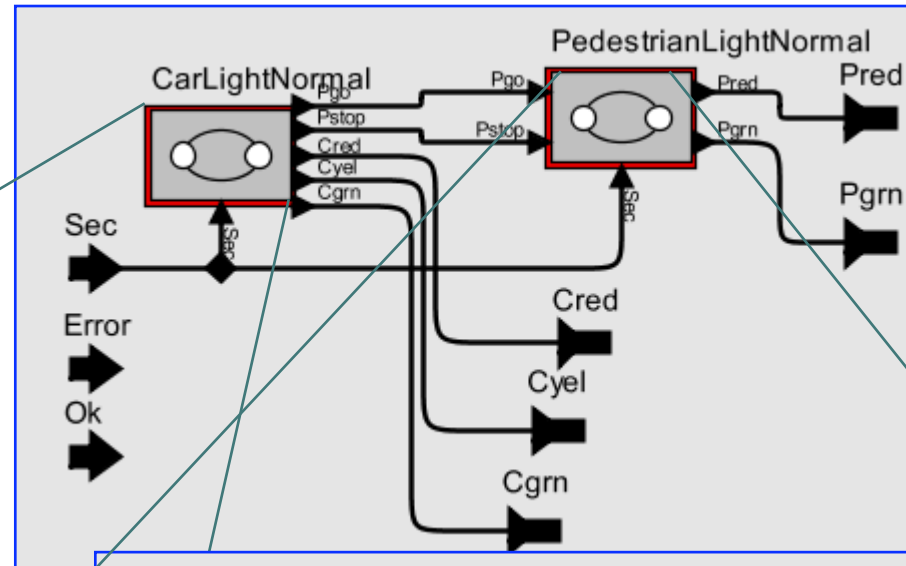 PedestrianLightNormal
CarLightNormal
Pgo
Pstop
Cred
Cyel
Cgrn
Sec
Pgo
Pstop
Sec
Pred
Pgrn
Pred
Pgrn
Sec
Error
Ok
Cred
Cyel
Cgrn